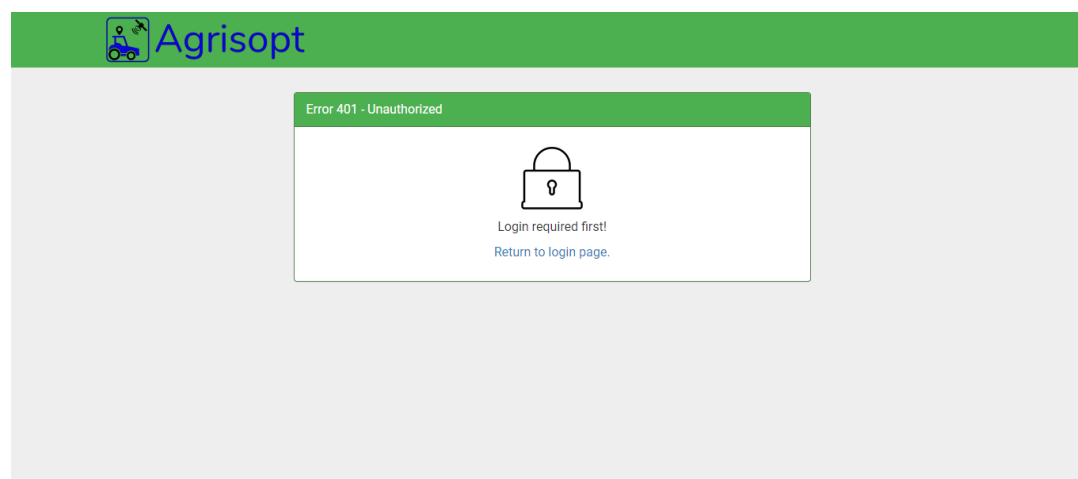 Agrisopt
Error 401 - Unauthorized
Login required first!
Return to login page.